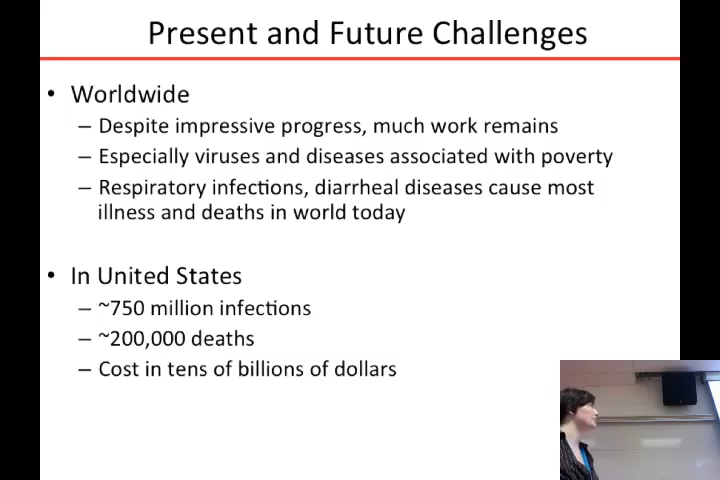 Present and Future Challenges
• Worldwide
– Despite impressive progress, much work remains
– Especially viruses and diseases associated with poverty
– Respiratory infections, diarrheal diseases cause most
illness and deaths in world today
• In United States
– ~750 million infections
– ~200,000 deaths
– Cost in tens of billions of dollars